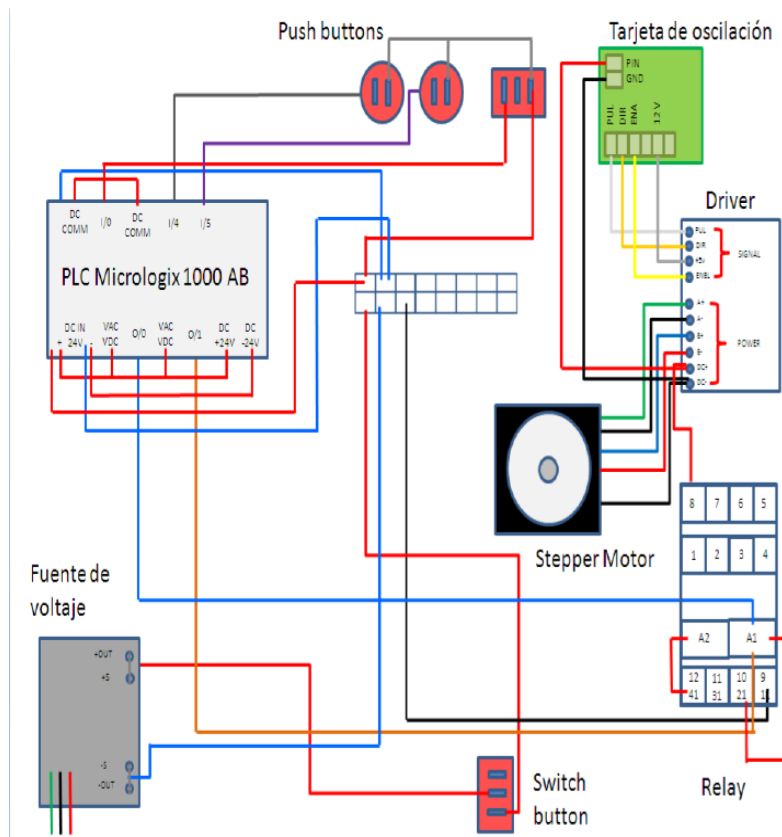 Push buttons
Tarjeta de oscilación
PIN
GND
PUL
DIR
ENA
12 V
Driver
PUL
DIR
+5v
ENBL
SIGNAL
A+
A-
B+
B-
DC+
DC-
POWER
DC
COMM
I/0
DC
COMM
I/4
I/5
PLC Micrologix 1000 AB
+
DC IN
24V
-
VAC
VDC
O/0
VAC
VDC
O/1
DC
+24V
DC
-24V
Stepper Motor
8
7
6
5
1
2
3
4
A2
A1
12
11
10
9
41
31
21
Relay
Fuente de
voltaje
+OUT
+S
-S
-OUT
Switch
button